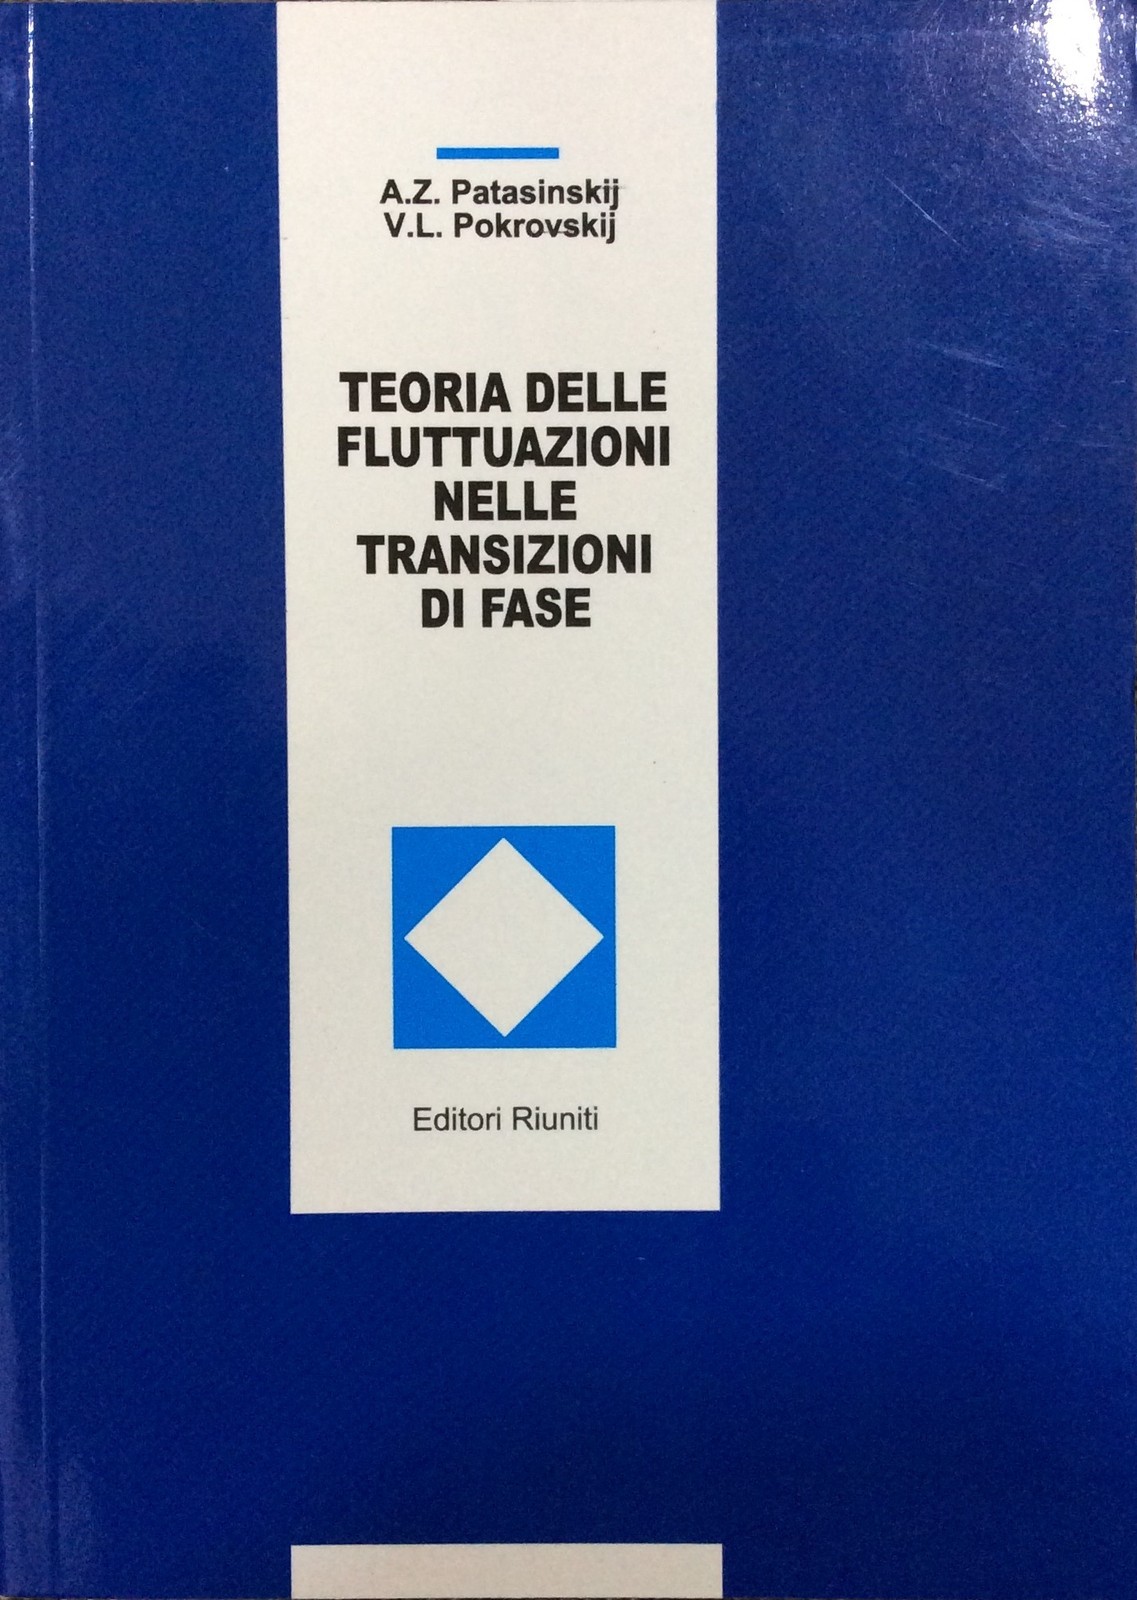 A.Z. Patasinskij
V.L. Pokrovskij
TEORIA DELLE
FLUTTUAZIONI
NELLE
TRANSIZIONI
DI FASE
Editori Riuniti